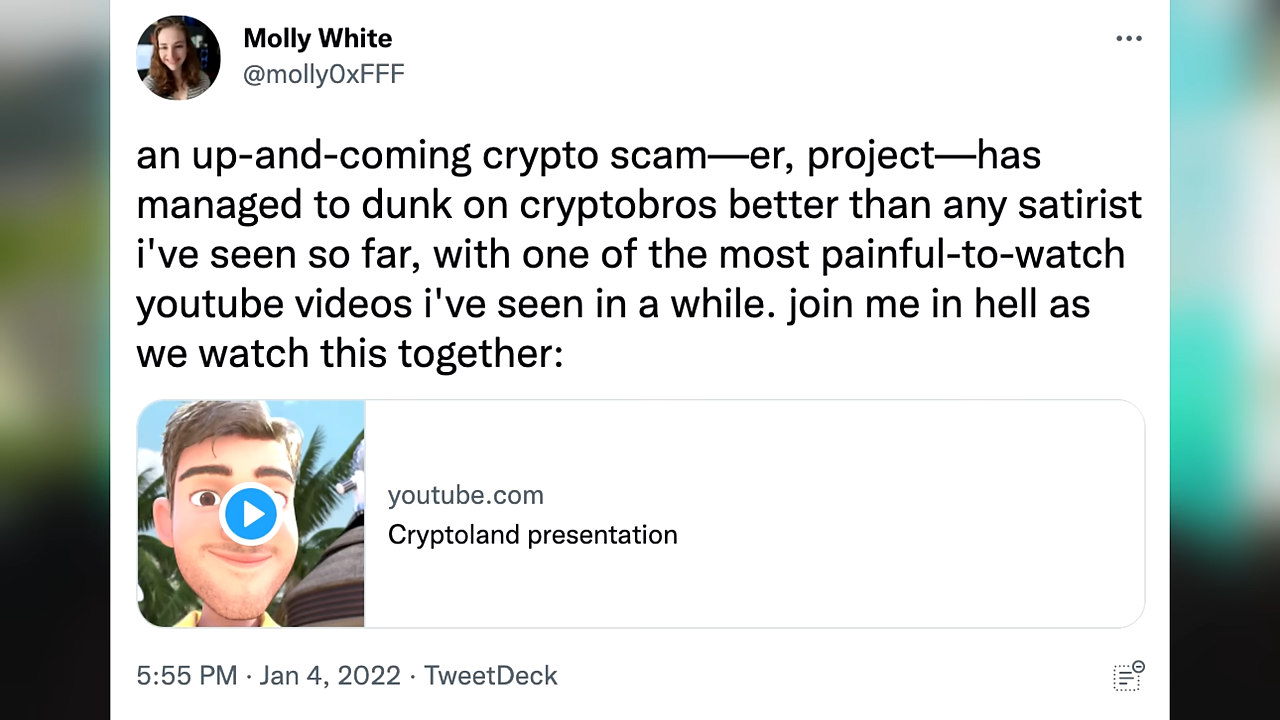 Molly White
@molly0xFFF
an up-and-coming crypto scam—er, project—has
managed to dunk on cryptobros better than any satirist
i've seen so far, with one of the most painful-to-watch
youtube videos i've seen in a while. join me in hell as
we watch this together:
youtube.com
Cryptoland presentation
5:55 PM · Jan 4, 2022 · TweetDeck